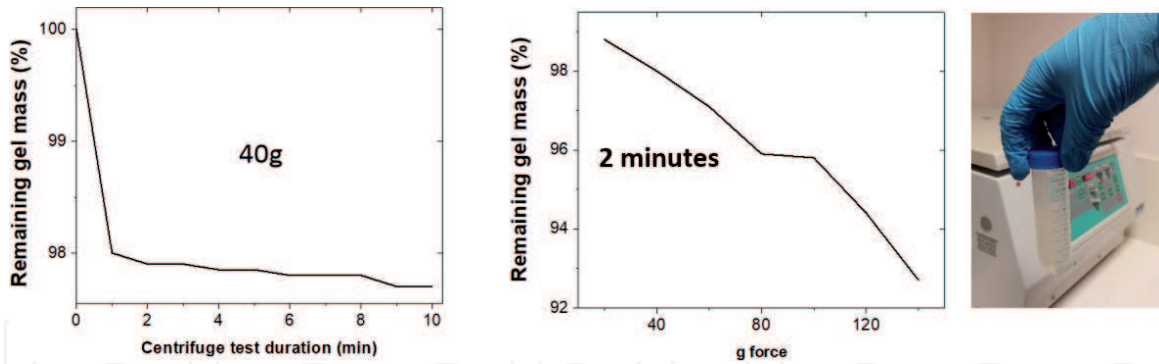 Remaining gel mass (%)
100
99
98
40g
0
2
4
6
8
10
Centrifuge test duration (min)
Remaining gel mass (%)
98
96
94
92
2 minutes
40
80
120
g force